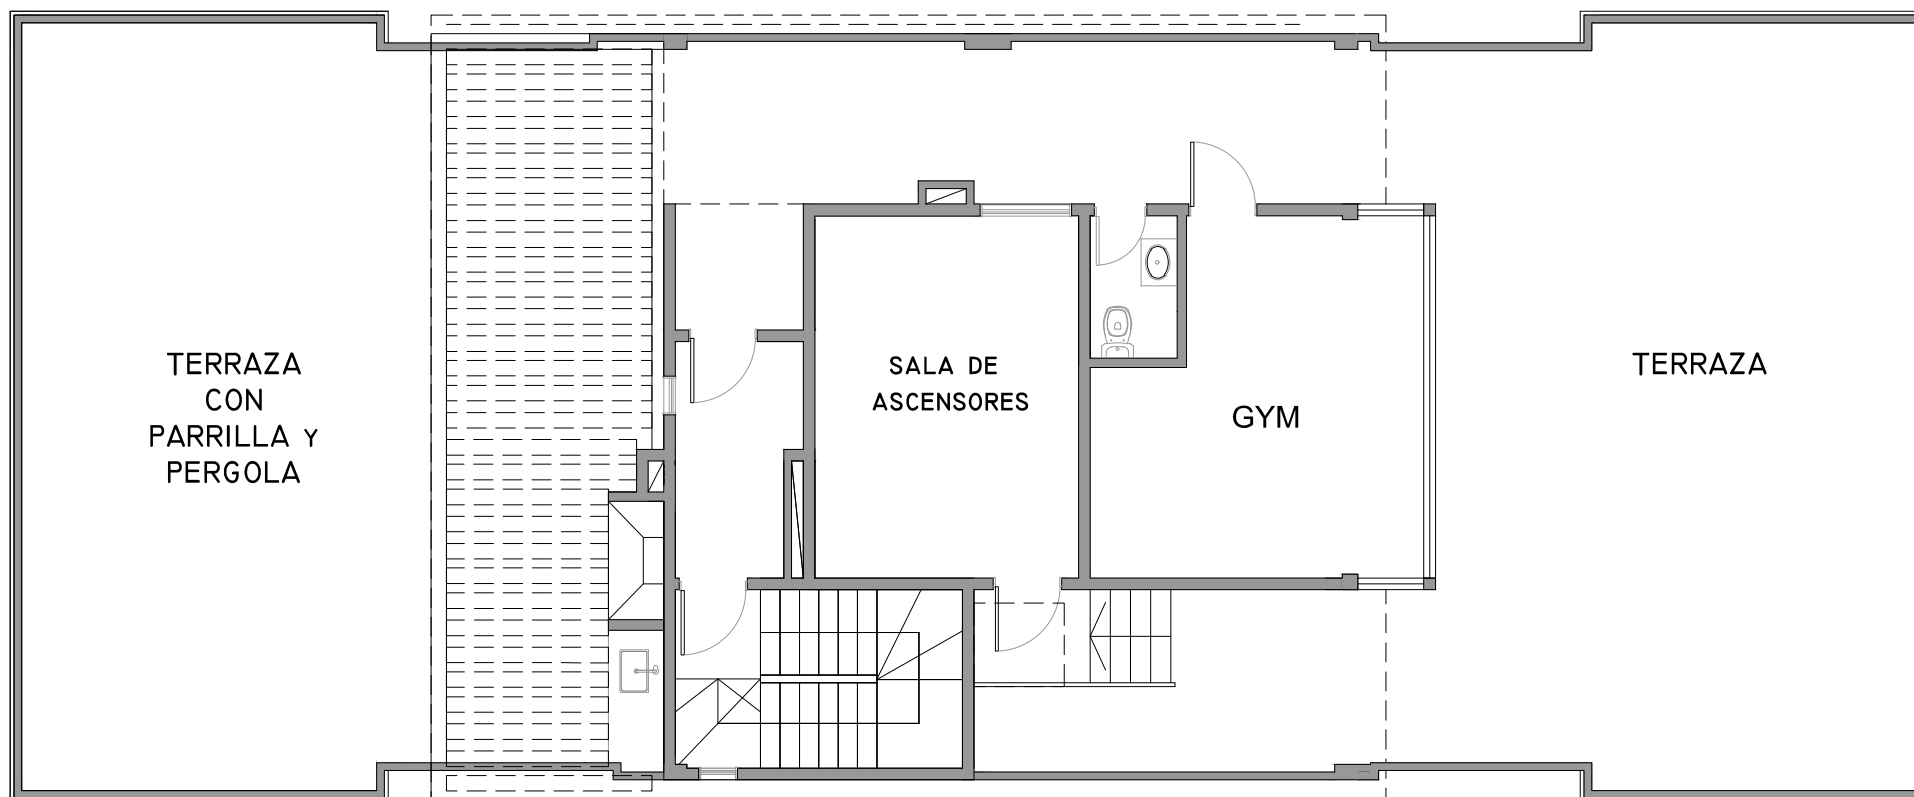 TERRAZA
CON
PARRILLA Y
PERGOLA
SALA DE
ASCENSORES
GYM
TERRAZA